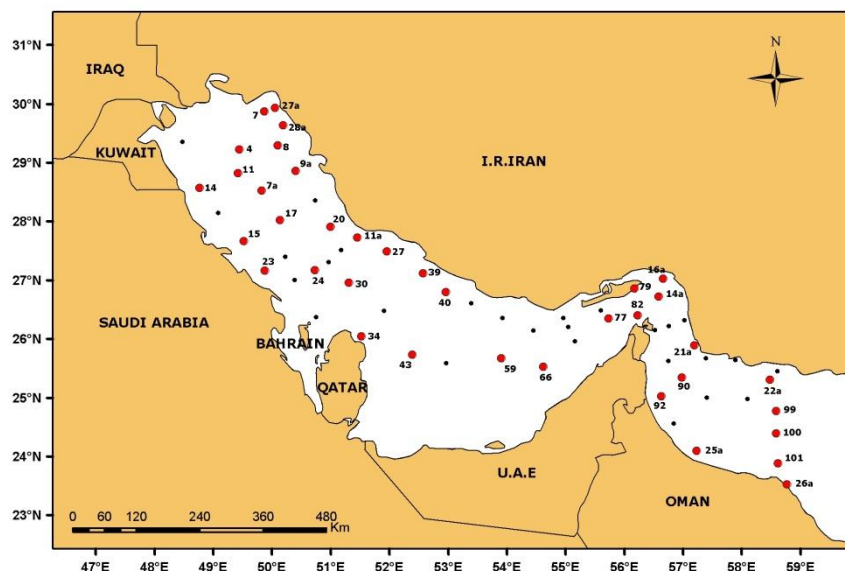 31°N
30°N
29°N
28°N
27°N
26°N
25°N
24°N
23°N
IRAQ
KUWAIT
I.R.IRAN
SAUDI ARABIA
BAHRAIN
QATAR
U.A.E
OMAN
N
7
27a
28a
4
8
9a
11
14
7a
17
20
15
11a
27
23
24
30
39
40
16a
79
14a
82
77
34
43
59
66
21a
90
92
22a
99
100
25a
101
26a
0 60 120 240 360 480
Km
47°E 48°E 49°E 50°E 51°E 52°E 53°E 54°E 55°E 56°E 57°E 58°E 59°E